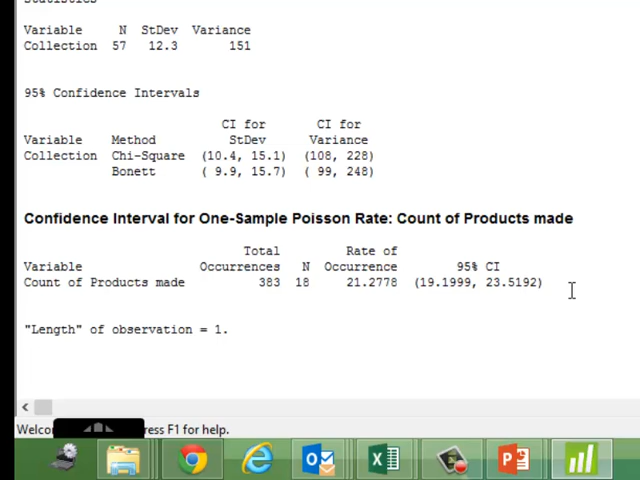 Statistics
Variable N StDev Variance
Collection 57 12.3 151
95% Confidence Intervals
CI for CI for
Variable Method StDev Variance
Collection Chi-Square (10.4, 15.1) (108, 228)
Bonett ( 9.9, 15.7) ( 99, 248)
Confidence Interval for One-Sample Poisson Rate: Count of Products made
Total Rate of
Variable Occurrences N Occurrence 95% CI
Count of Products made 383 18 21.2778 (19.1999, 23.5192)
"Length" of observation = 1.
F1 for help.